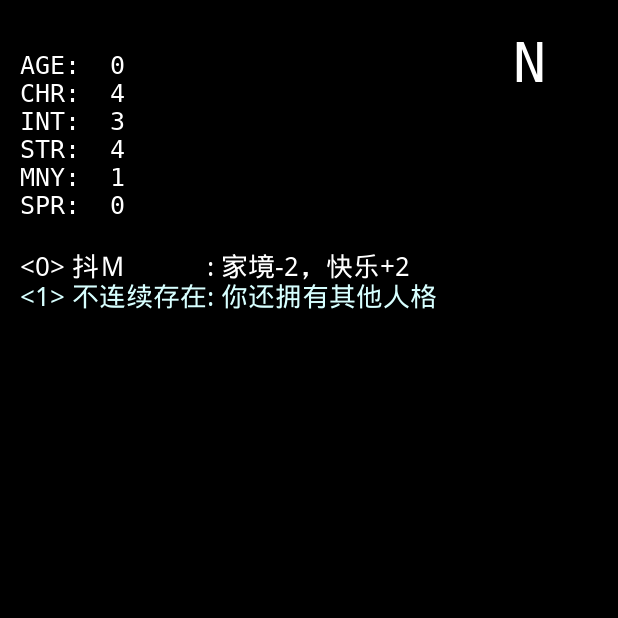 N
AGE: 0
CHR: 4
INT: 3
STR: 4
MNY: 1
SPR: 0
<0> 抖M : 家境-2，快乐+2
<1> 不连续存在: 你还拥有其他人格